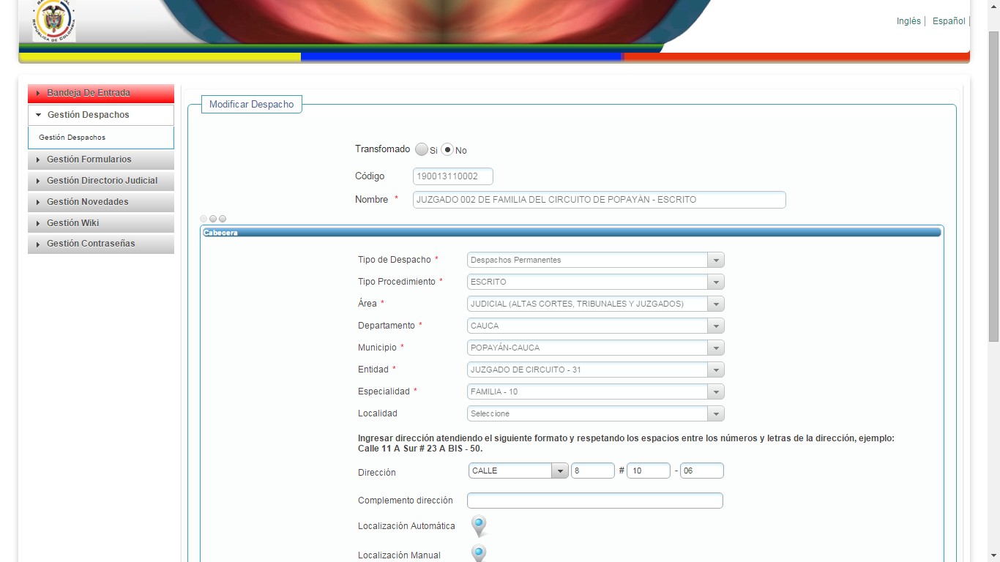 REPUBLICA DE COLOMBIA
Inglés | Español |
Bandeja De Entrada
Gestión Despachos
Gestión Despachos
Gestión Formularios
Gestión Directorio Judicial
Gestión Novedades
Gestión Wiki
Gestión Contraseñas
Modificar Despacho
Transfomado Si No
Código 190013110002
Nombre * JUZGADO 002 DE FAMILIA DEL CIRCUITO DE POPAYÁN - ESCRITO
Cabecera
Tipo de Despacho * Despachos Permanentes
Tipo Procedimiento * ESCRITO
Área * JUDICIAL (ALTAS CORTES, TRIBUNALES Y JUZGADOS)
Departamento * CAUCA
Municipio * POPAYÁN-CAUCA
Entidad * JUZGADO DE CIRCUITO - 31
Especialidad * FAMILIA - 10
Localidad Seleccione
Ingresar dirección atendiendo el siguiente formato y respetando los espacios entre los números y letras de la dirección, ejemplo:
Calle 11 A Sur # 23 A BIS - 50.
Dirección CALLE 8 # 10 - 06
Complemento dirección
Localización Automática
Localización Manual